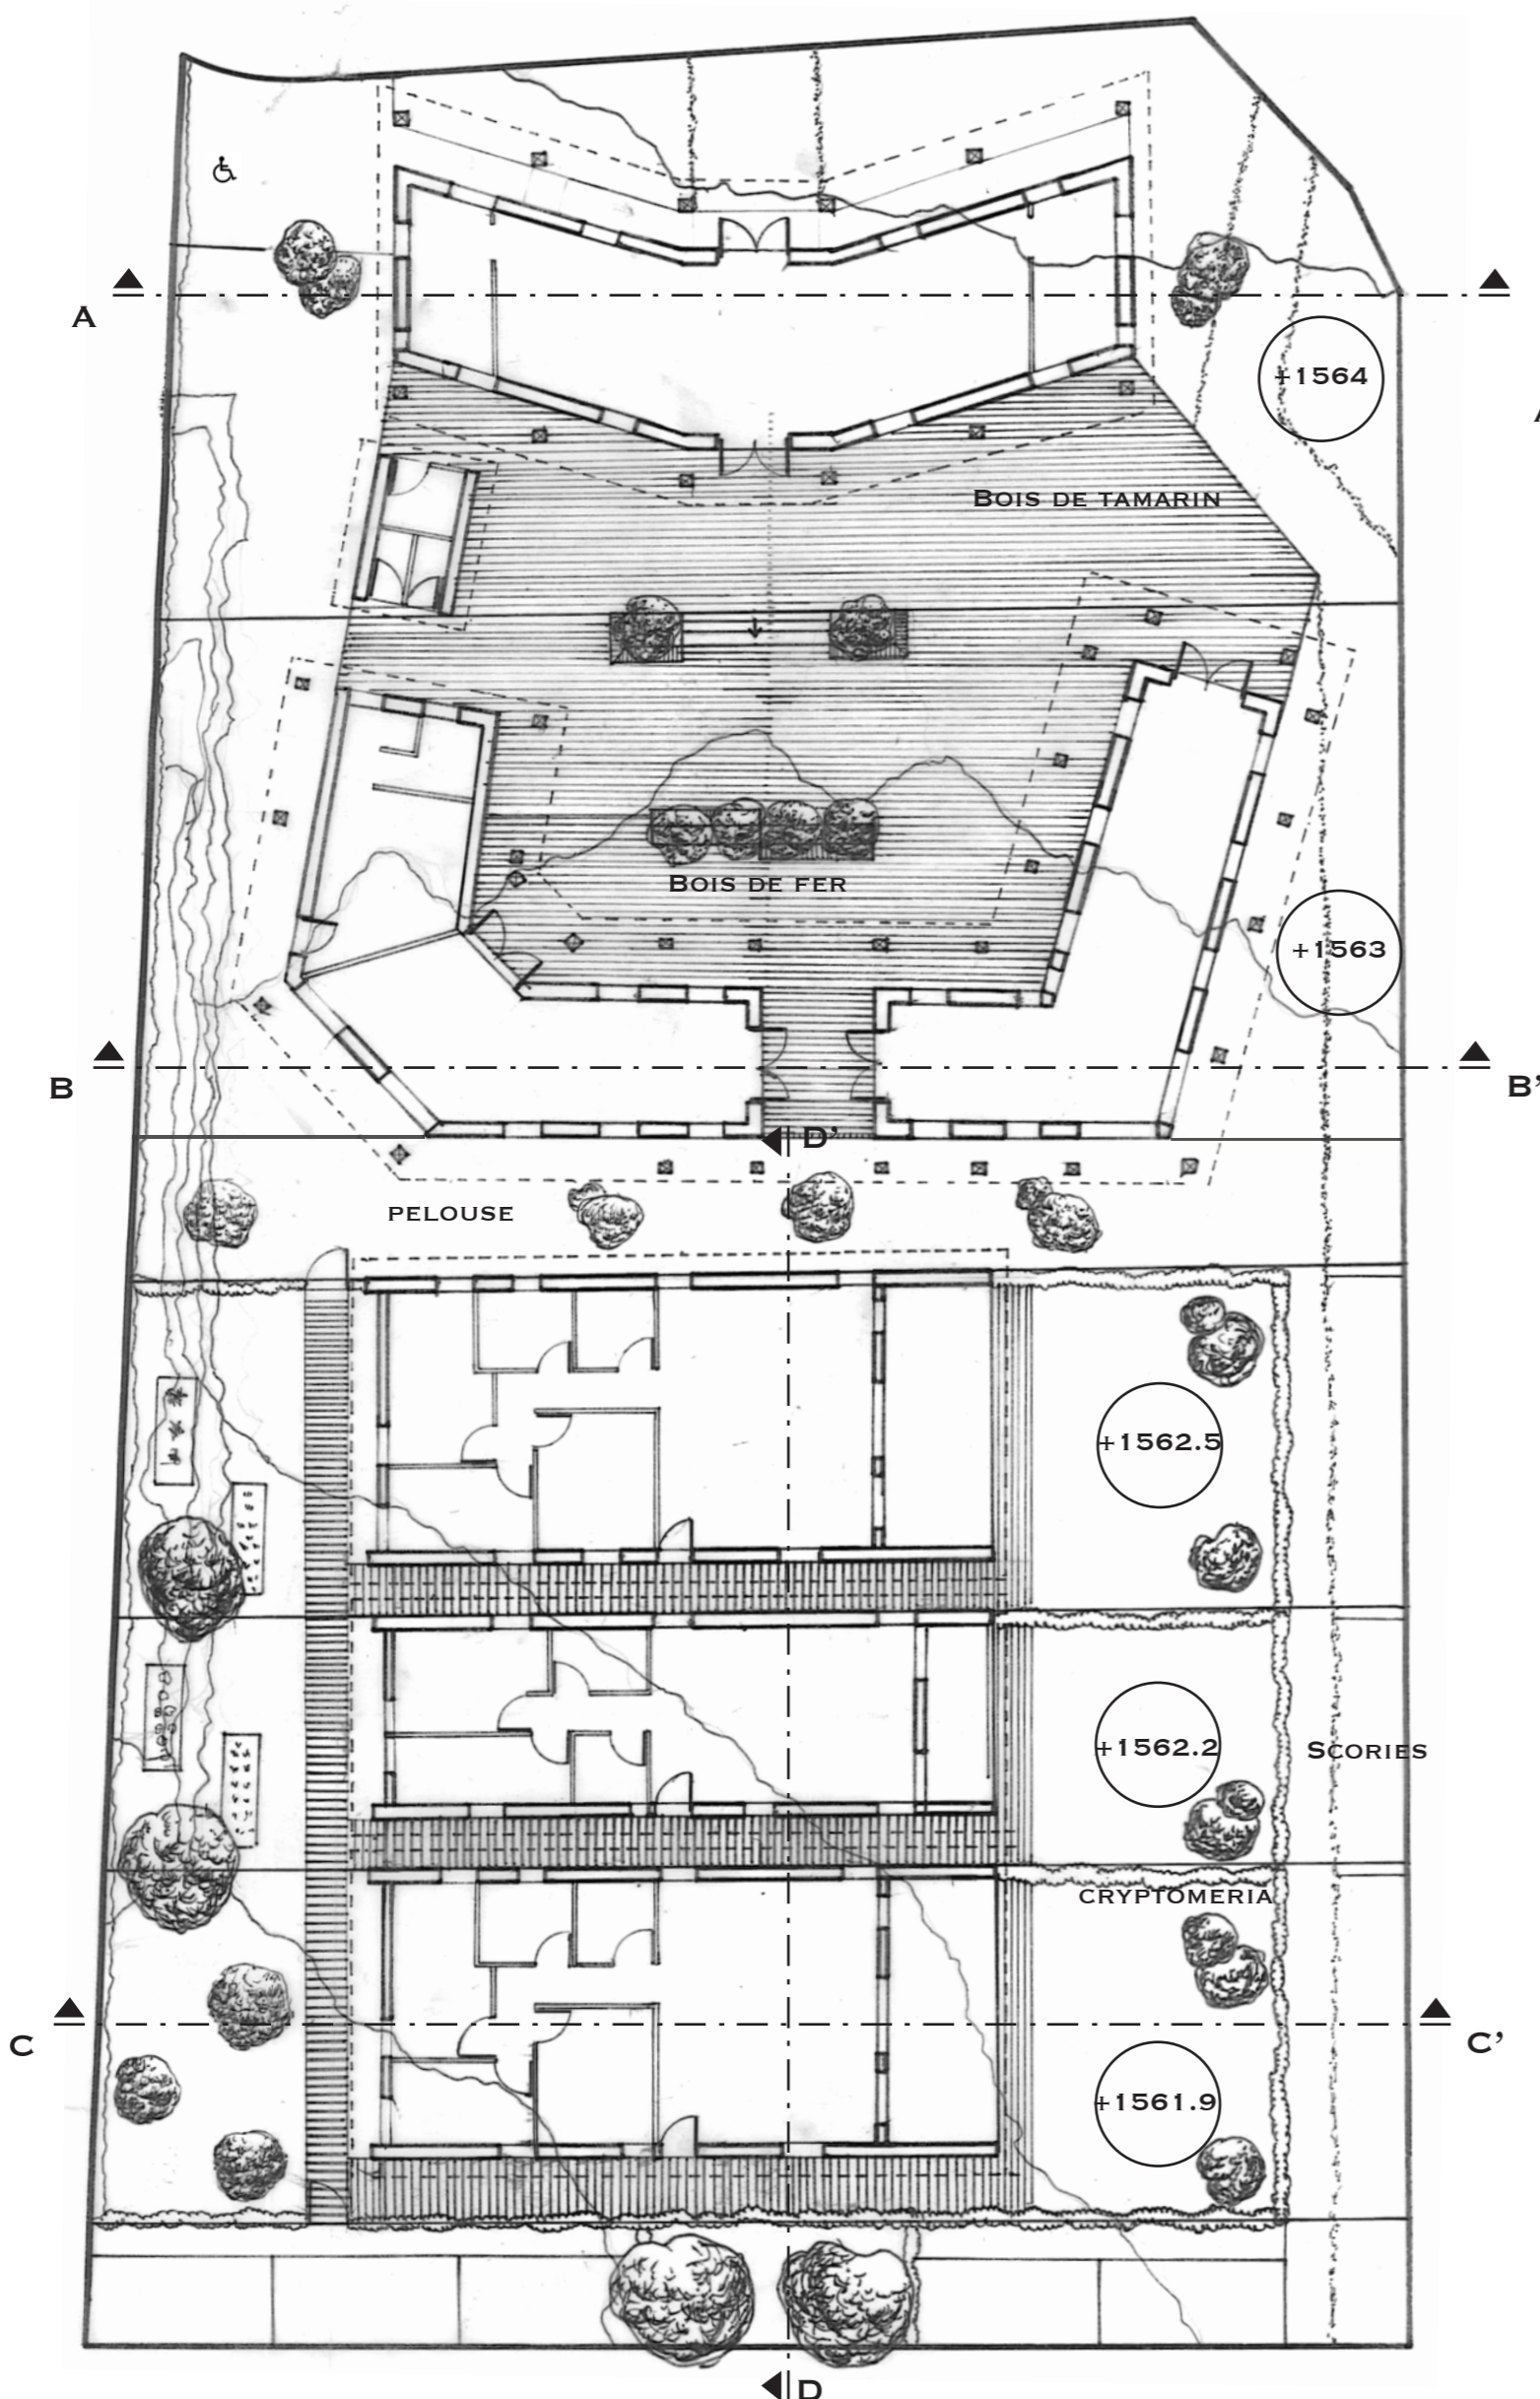 A
+1564
A
BOIS DE TAMARIN
BOIS DE FER
+1563
B
B'
D'
PELOUSE
+1562.5
+1562.2
SCORIES
CRYPTOMERIA
C
C'
+1561.9
D